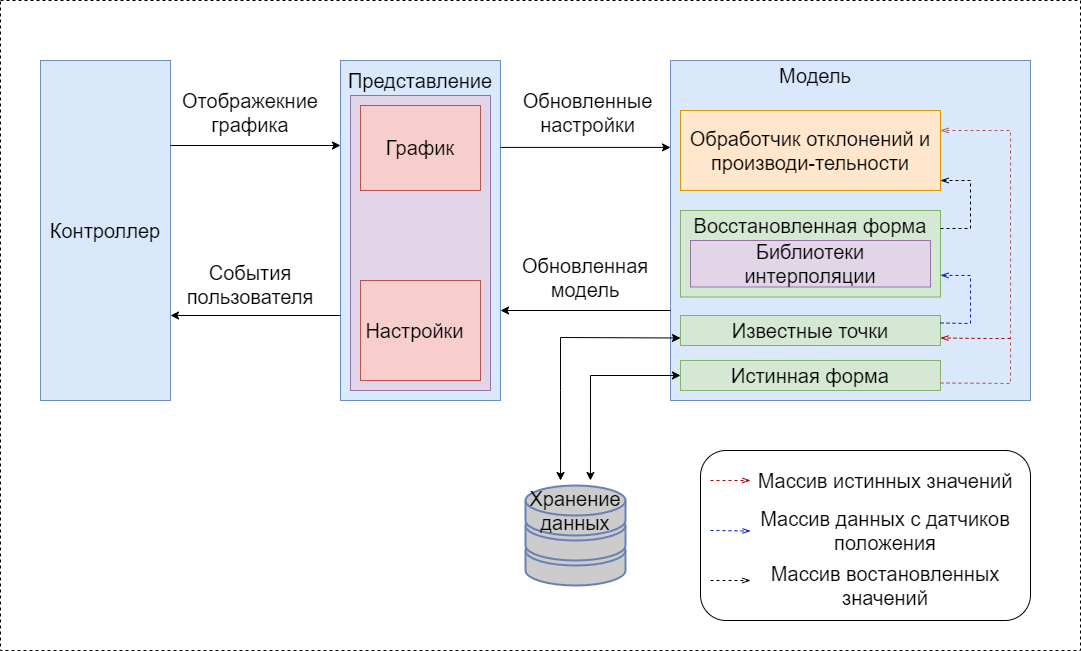 Контроллер
Отображекние
графика
События
пользователя
Представление
График
Настройки
Обновленные
настройки
Обновленная
модель
Модель
Обработчик отклонений и
производи-тельности
Восстановленная форма
Библиотеки
интерполяции
Известные точки
Истинная форма
Хранение
данных
Массив истинных значений
Массив данных с датчиков
положения
Массив востановленных
значений